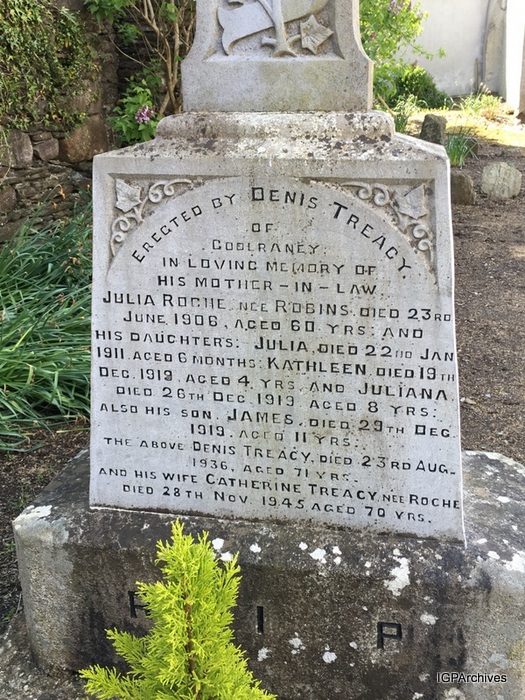 ERECTED BY DENIS TREACY,
OF
COOLRANEY.
IN LOVING MEMORY OF
HIS MOTHER-IN-LAW
JULIA ROCHE, NEE ROBINS, DIED 23RD
JUNE 1906, AGED 60 YRS: AND
HIS DAUGHTERS: JULIA, DIED 22ND JAN
1911, AGED 6 MONTHS: KATHLEEN DIED 19TH
DEC. 1919, AGED 4 YRS. AND JULIANA
DIED 26TH DEC. 1919 AGED 8 YRS:
ALSO HIS SON, JAMES, DIED 29TH DEC.
1919, AGED 11 YRS:
THE ABOVE DENIS TREACY, DIED 23RD AUG.
1936, AGED 71 YRS.
AND HIS WIFE CATHERINE TREACY, NEE ROCHE
DIED 28TH NOV. 1945, AGED 70 YRS.
R I P
IGPArchives